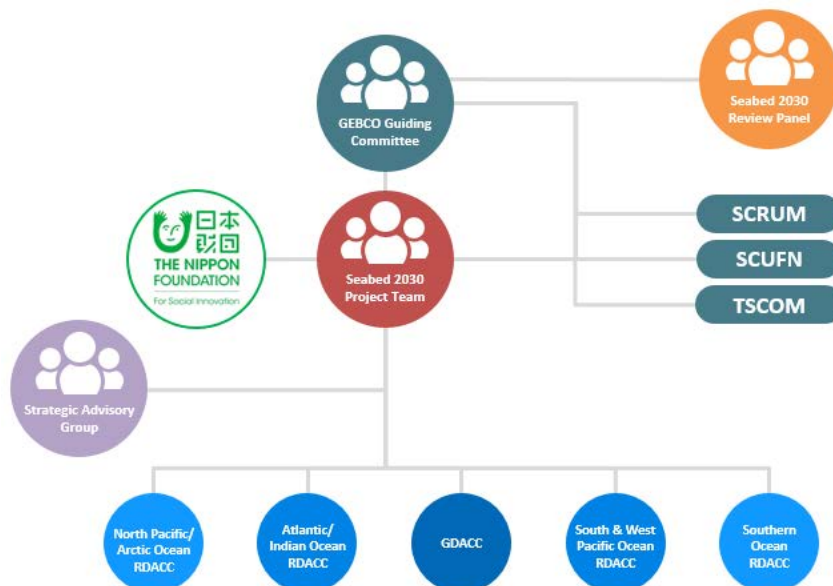 GEBCO Guiding
Committee
Seabed 2030
Review Panel
日本
財団
THE NIPPON
FOUNDATION
For Social Innovation
Seabed 2030
Project Team
SCRUM
SCUFN
TSCOM
Strategic Advisory
Group
North Pacific/
Arctic Ocean
RDACC
Atlantic/
Indian Ocean
RDACC
GDACC
South & West
Pacific Ocean
RDACC
Southern
Ocean
RDACC